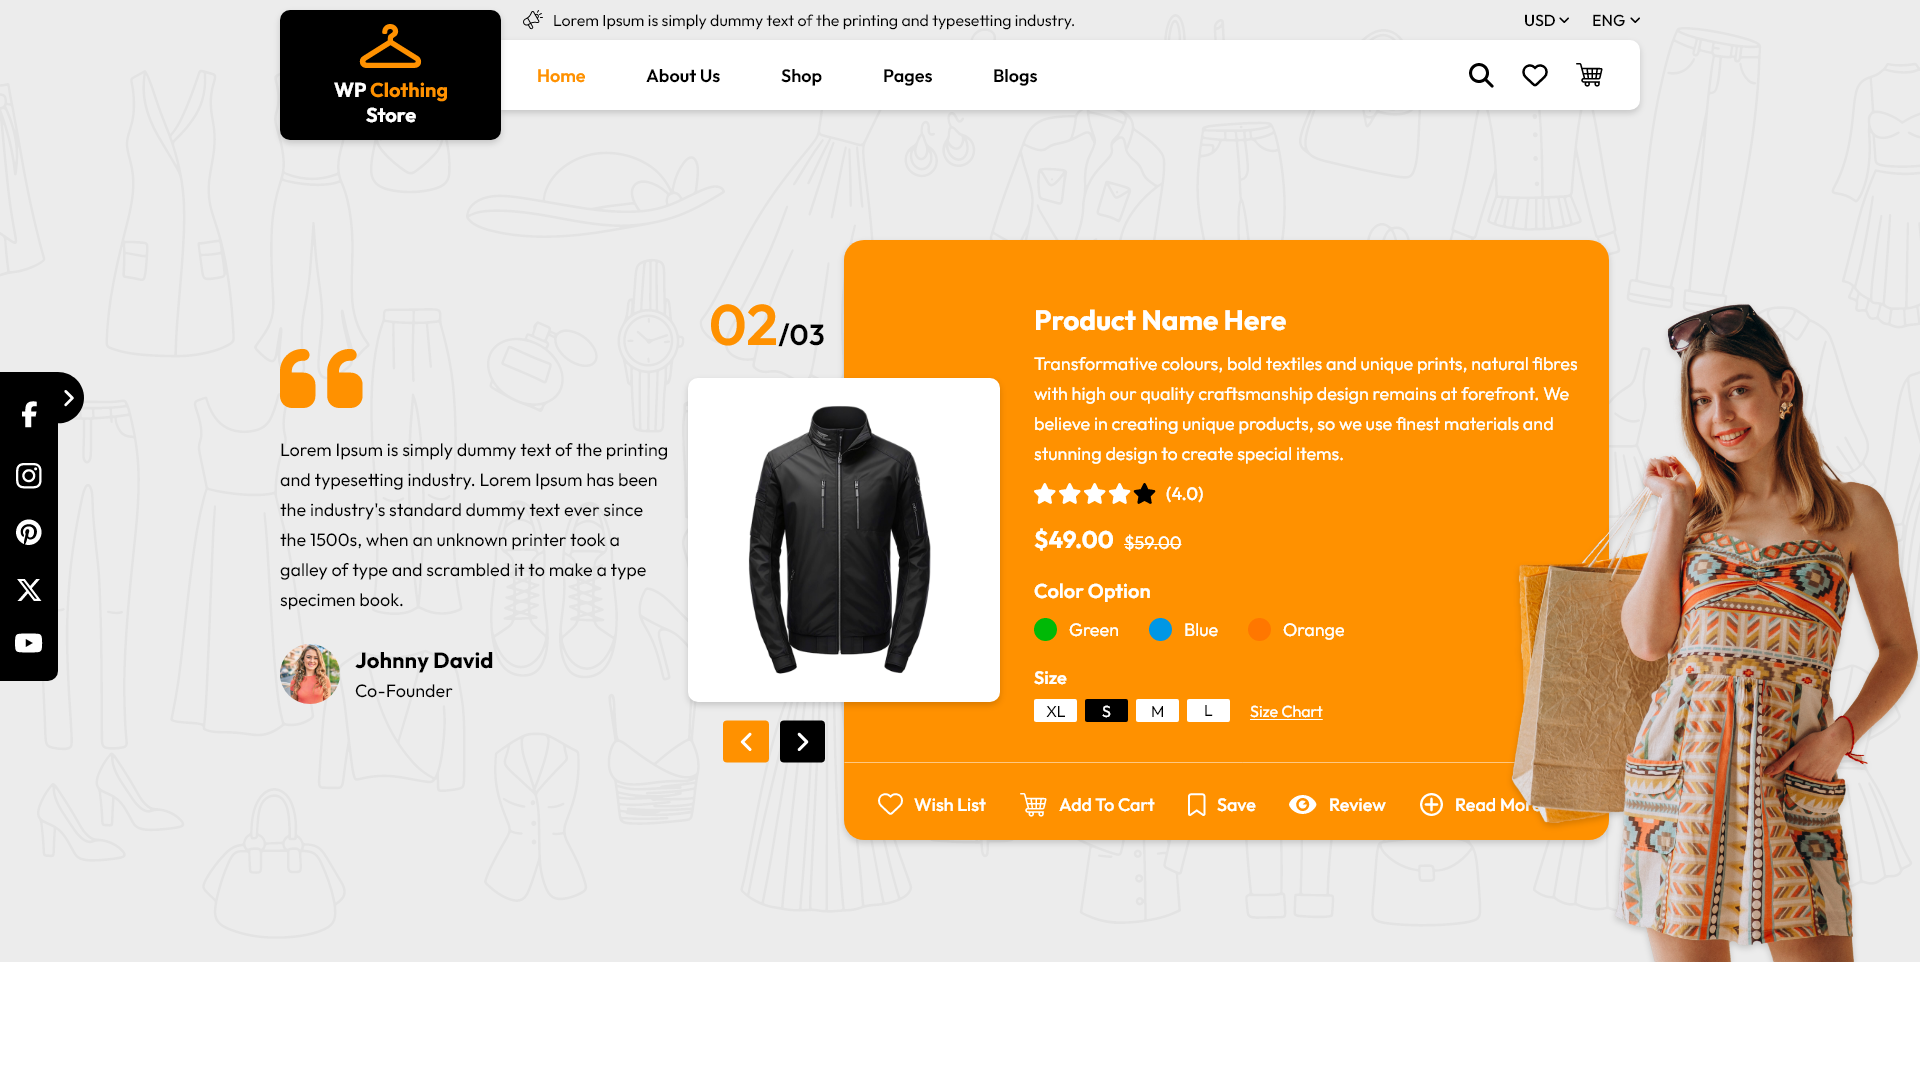 Lorem Ipsum is simply dummy text of the printing and typesetting industry.
USD
ENG
WP Clothing
Store
Home
About Us
Shop
Pages
Blogs
02/03
Lorem Ipsum is simply dummy text of the printing
and typesetting industry. Lorem Ipsum has been
the industry's standard dummy text ever since
the 1500s, when an unknown printer took a
galley of type and scrambled it to make a type
specimen book.
Johnny David
Co-Founder
Product Name Here
Transformative colours, bold textiles and unique prints, natural fibres
with high our quality craftsmanship design remains at forefront. We
believe in creating unique products, so we use finest materials and
stunning design to create special items.
(4.0)
$49.00 $59.00
Color Option
Green
Blue
Orange
Size
XL
S
M
L
Size Chart
Wish List
Add To Cart
Save
Review
Read More